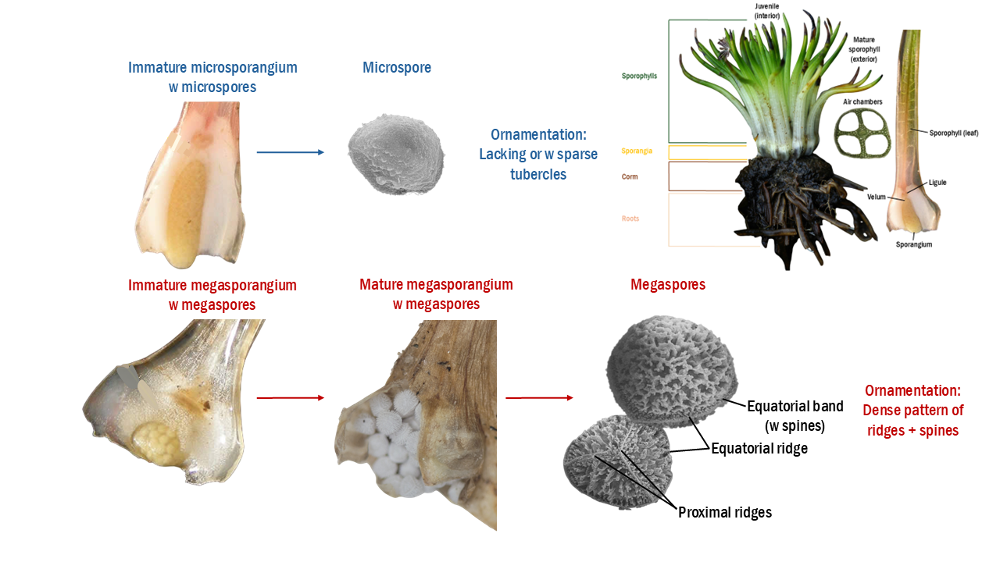 Immature microsporangium
w microspores
Microspore
Ornamentation:
Lacking or w sparse
tubercles
Juvenile
(interior)
Mature
sporophyll
(exterior)
Sporophylls
Air chambers
Sporophyll (leaf)
Sporangia
Corm
Ligule
Velum
Roots
Sporangium
Immature megasporangium
w megaspores
Mature megasporangium
w megaspores
Megaspores
Ornamentation:
Dense pattern of
ridges + spines
Equatorial band
(w spines)
Equatorial ridge
Proximal ridges